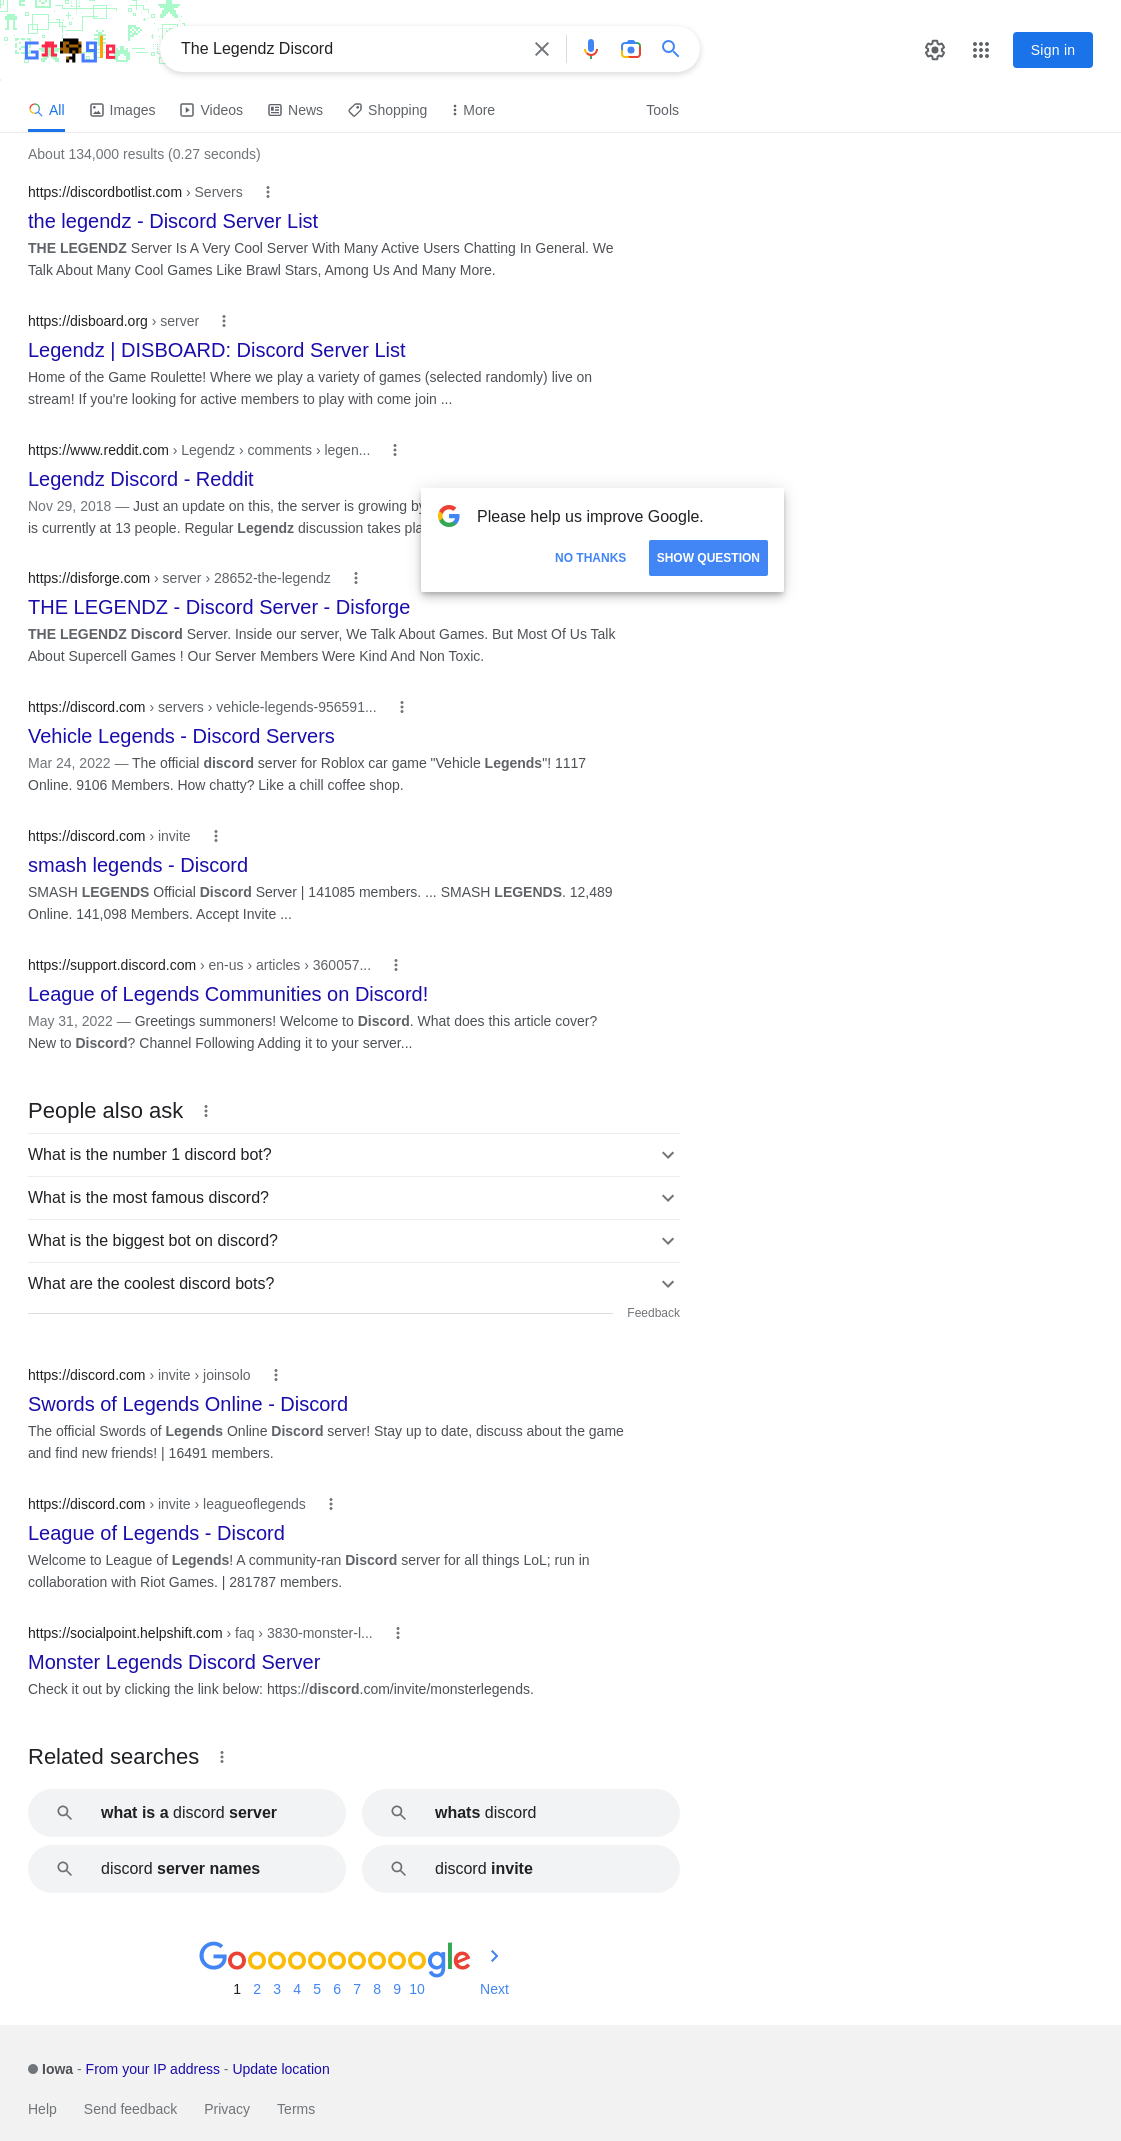 The Legendz Discord
Sign in
All
Images
Videos
News
Shopping
More
Tools
About 134,000 results (0.27 seconds)
https://discordbotlist.com › Servers
the legendz - Discord Server List
THE LEGENDZ Server Is A Very Cool Server With Many Active Users Chatting In General. We
Talk About Many Cool Games Like Brawl Stars, Among Us And Many More.
https://disboard.org › server
Legendz | DISBOARD: Discord Server List
Home of the Game Roulette! Where we play a variety of games (selected randomly) live on
stream! If you're looking for active members to play with come join ...
https://www.reddit.com › Legendz › comments › legen...
Legendz Discord - Reddit
Nov 29, 2018 — Just an update on this, the server is growing by
is currently at 13 people. Regular Legendz discussion takes pla
Please help us improve Google.
NO THANKS
SHOW QUESTION
https://disforge.com › server › 28652-the-legendz
THE LEGENDZ - Discord Server - Disforge
THE LEGENDZ Discord Server. Inside our server, We Talk About Games. But Most Of Us Talk
About Supercell Games ! Our Server Members Were Kind And Non Toxic.
https://discord.com › servers › vehicle-legends-956591...
Vehicle Legends - Discord Servers
Mar 24, 2022 — The official discord server for Roblox car game "Vehicle Legends"! 1117
Online. 9106 Members. How chatty? Like a chill coffee shop.
https://discord.com › invite
smash legends - Discord
SMASH LEGENDS Official Discord Server | 141085 members. ... SMASH LEGENDS. 12,489
Online. 141,098 Members. Accept Invite ...
https://support.discord.com › en-us › articles › 360057...
League of Legends Communities on Discord!
May 31, 2022 — Greetings summoners! Welcome to Discord. What does this article cover?
New to Discord? Channel Following Adding it to your server...
People also ask
What is the number 1 discord bot?
What is the most famous discord?
What is the biggest bot on discord?
What are the coolest discord bots?
Feedback
https://discord.com › invite › joinsolo
Swords of Legends Online - Discord
The official Swords of Legends Online Discord server! Stay up to date, discuss about the game
and find new friends! | 16491 members.
https://discord.com › invite › leagueoflegends
League of Legends - Discord
Welcome to League of Legends! A community-ran Discord server for all things LoL; run in
collaboration with Riot Games. | 281787 members.
https://socialpoint.helpshift.com › faq › 3830-monster-l...
Monster Legends Discord Server
Check it out by clicking the link below: https://discord.com/invite/monsterlegends.
Related searches
what is a discord server
whats discord
discord server names
discord invite
Goooooooooogle
1 2 3 4 5 6 7 8 9 10 Next
Iowa - From your IP address - Update location
Help Send feedback Privacy Terms